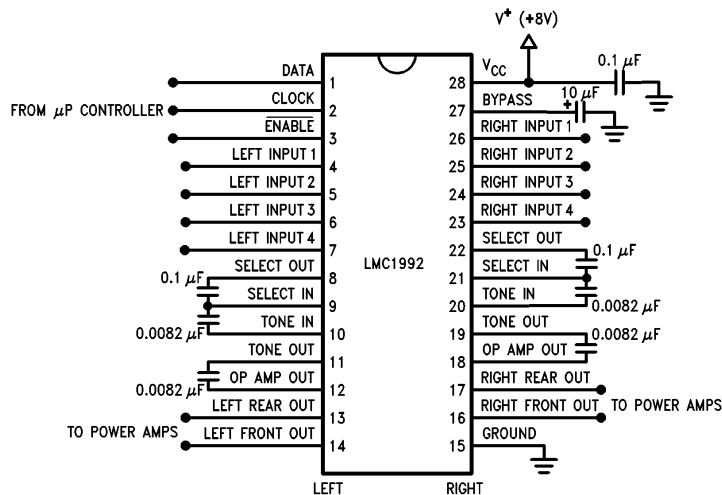 V⁺ (+8V)
DATA 1
FROM μP CONTROLLER
CLOCK 2
ENABLE 3
LEFT INPUT 1 4
LEFT INPUT 2 5
LEFT INPUT 3 6
LEFT INPUT 4 7
SELECT OUT 8
0.1 μF
SELECT IN 9
TONE IN 10
0.0082 μF
TONE OUT 11
OP AMP OUT 12
0.0082 μF
LEFT REAR OUT 13
TO POWER AMPS
LEFT FRONT OUT 14
LMC1992
28 VCC
0.1 μF
27 BYPASS
10 μF
+
26 RIGHT INPUT 1
25 RIGHT INPUT 2
24 RIGHT INPUT 3
23 RIGHT INPUT 4
22 SELECT OUT
0.1 μF
21 SELECT IN
20 TONE IN
0.0082 μF
19 TONE OUT
0.0082 μF
18 OP AMP OUT
17 RIGHT REAR OUT
16 RIGHT FRONT OUT
TO POWER AMPS
15 GROUND
LEFT
RIGHT